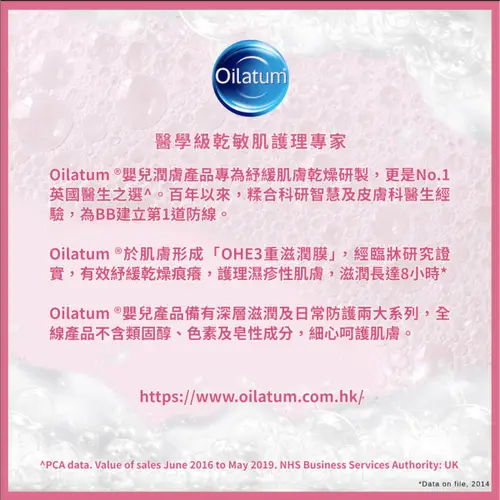 Oilatum®
醫學級乾敏肌護理專家
Oilatum ®嬰兒潤膚產品專為紓緩肌膚乾燥研製，更是No.1
英國醫生之選^。百年以來，糅合科研智慧及皮膚科醫生經
驗，為BB建立第1道防線。
Oilatum ®於肌膚形成「OHE3重滋潤膜」，經臨牀研究證
實，有效紓緩乾燥痕癢，護理濕疹性肌膚，滋潤長達8小時*
Oilatum ®嬰兒產品備有深層滋潤及日常防護兩大系列，全
線產品不含類固醇、色素及皂性成分，細心呵護肌膚。
https://www.oilatum.com.hk/
^PCA data. Value of sales June 2016 to May 2019. NHS Business Services Authority: UK
*Data on file, 2014